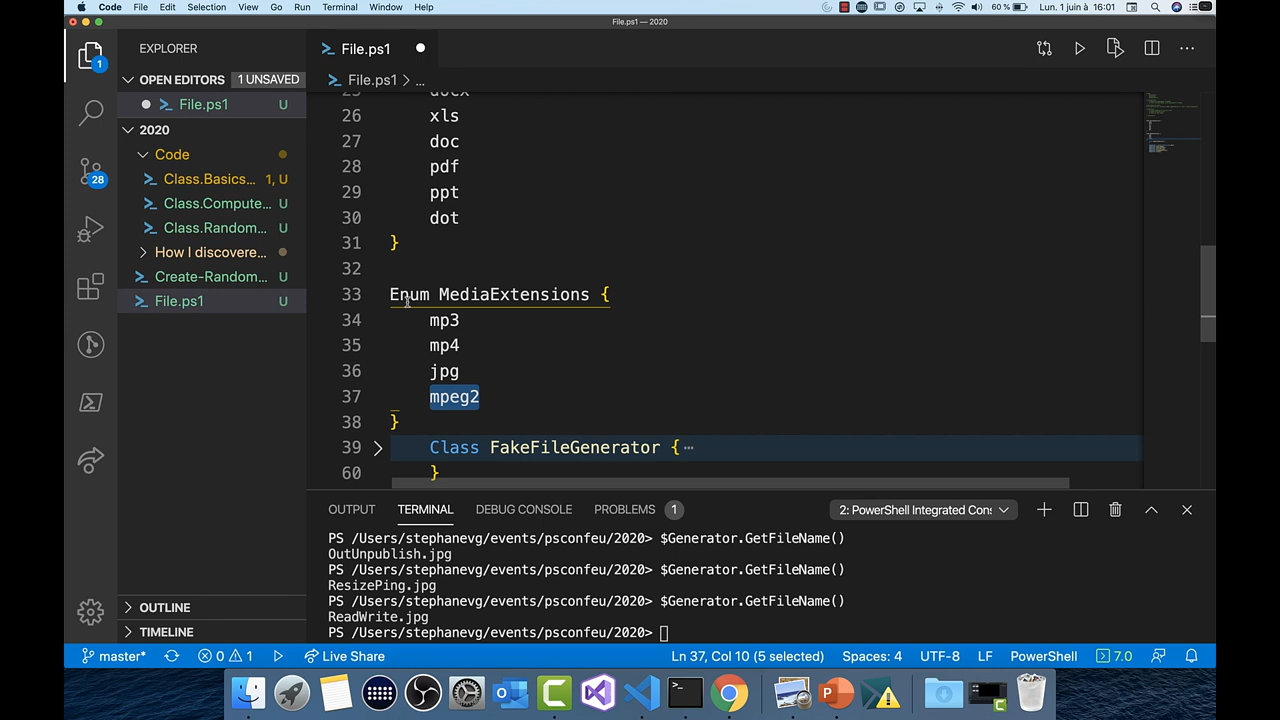 Code File Edit Selection View Go Run Terminal Window Help 60 % Lun. 1 juin à 16:01
File.ps1 — 2020
EXPLORER
File.ps1
OPEN EDITORS 1 UNSAVED
File.ps1 > ...
File.ps1 U
2020
Code
Class.Basics... 1, U
Class.Compute... U
Class.Random... U
How I discovere...
Create-Random... U
File.ps1 U
OUTLINE
TIMELINE
25 docx
26 xls
27 doc
28 pdf
29 ppt
30 dot
31 }
32
33 Enum MediaExtensions {
34 mp3
35 mp4
36 jpg
37 mpeg2
38 }
39 Class FakeFileGenerator { ...
60 }
OUTPUT TERMINAL DEBUG CONSOLE PROBLEMS 1 2: PowerShell Integrated Cons
PS /Users/stephanevg/events/psconfeu/2020> $Generator.GetFileName()
OutUnpublish.jpg
PS /Users/stephanevg/events/psconfeu/2020> $Generator.GetFileName()
ResizePing.jpg
PS /Users/stephanevg/events/psconfeu/2020> $Generator.GetFileName()
ReadWrite.jpg
PS /Users/stephanevg/events/psconfeu/2020>
1
28
master* 0 1 Live Share Ln 37, Col 10 (5 selected) Spaces: 4 UTF-8 LF PowerShell 7.0